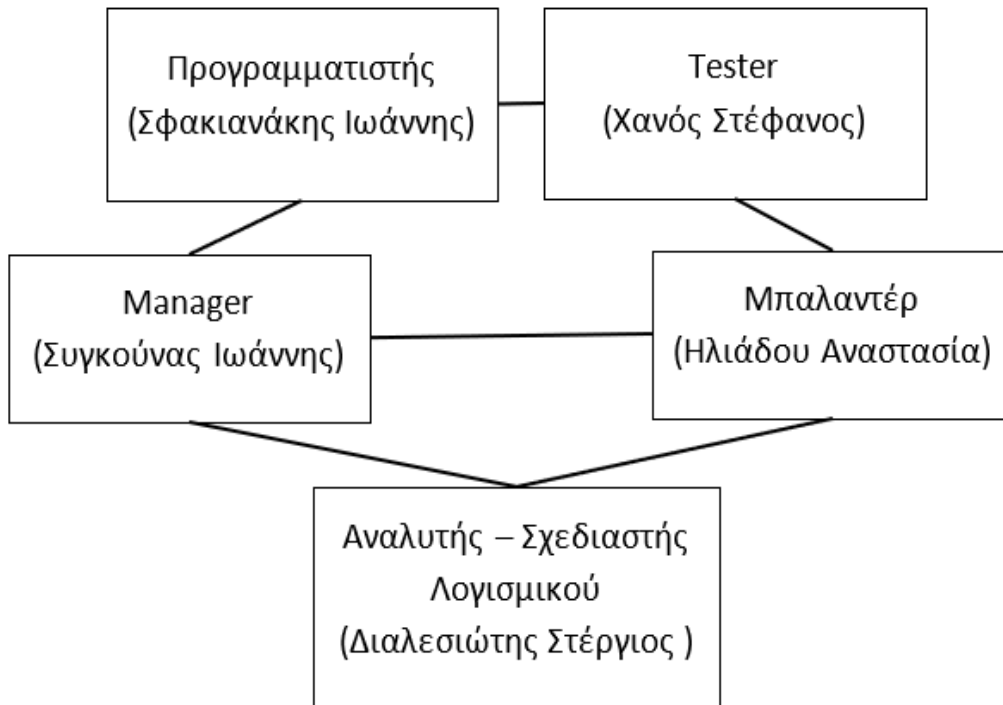 Προγραμματιστής
(Σφακιανάκης Ιωάννης)
Tester
(Χανός Στέφανος)
Manager
(Συγκούνας Ιωάννης)
Μπαλαντέρ
(Ηλιάδου Αναστασία)
Αναλυτής – Σχεδιαστής
Λογισμικού
(Διαλεσιώτης Στέργιος )